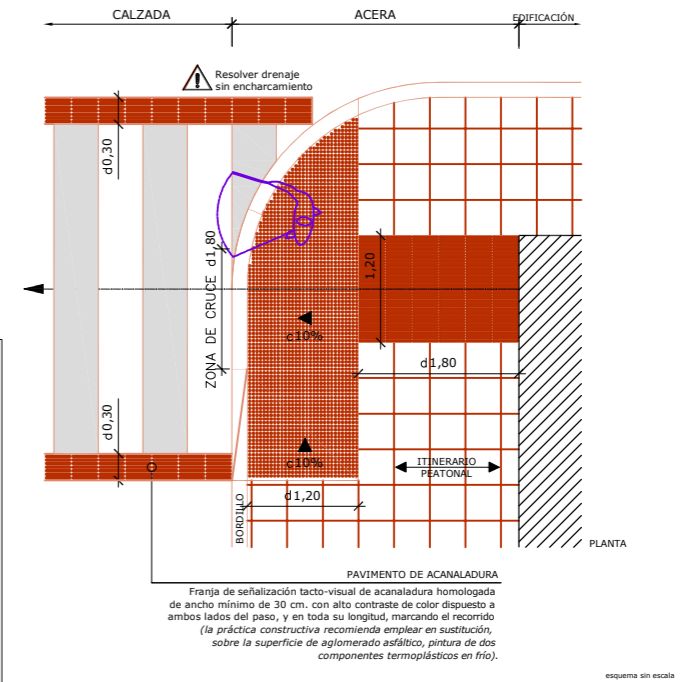 CALZADA
ACERA
EDIFICACIÓN
Resolver drenaje
sin encharcamiento
d0,30
ZONA DE CRUCE d1,80
1,20
c10%
d1,80
d0,30
c10%
ITINERARIO
PEATONAL
d1,20
BORDILLO
PLANTA
PAVIMENTO DE ACANALADURA
Franja de señalización tacto-visual de acanaladura homologada
de ancho mínimo de 30 cm. con alto contraste de color dispuesto a
ambos lados del paso, y en toda su longitud, marcando el recorrido
(la práctica constructiva recomienda emplear en sustitución,
sobre la superficie de aglomerado asfáltico, pintura de dos
componentes termoplásticos en frío).
esquema sin escala